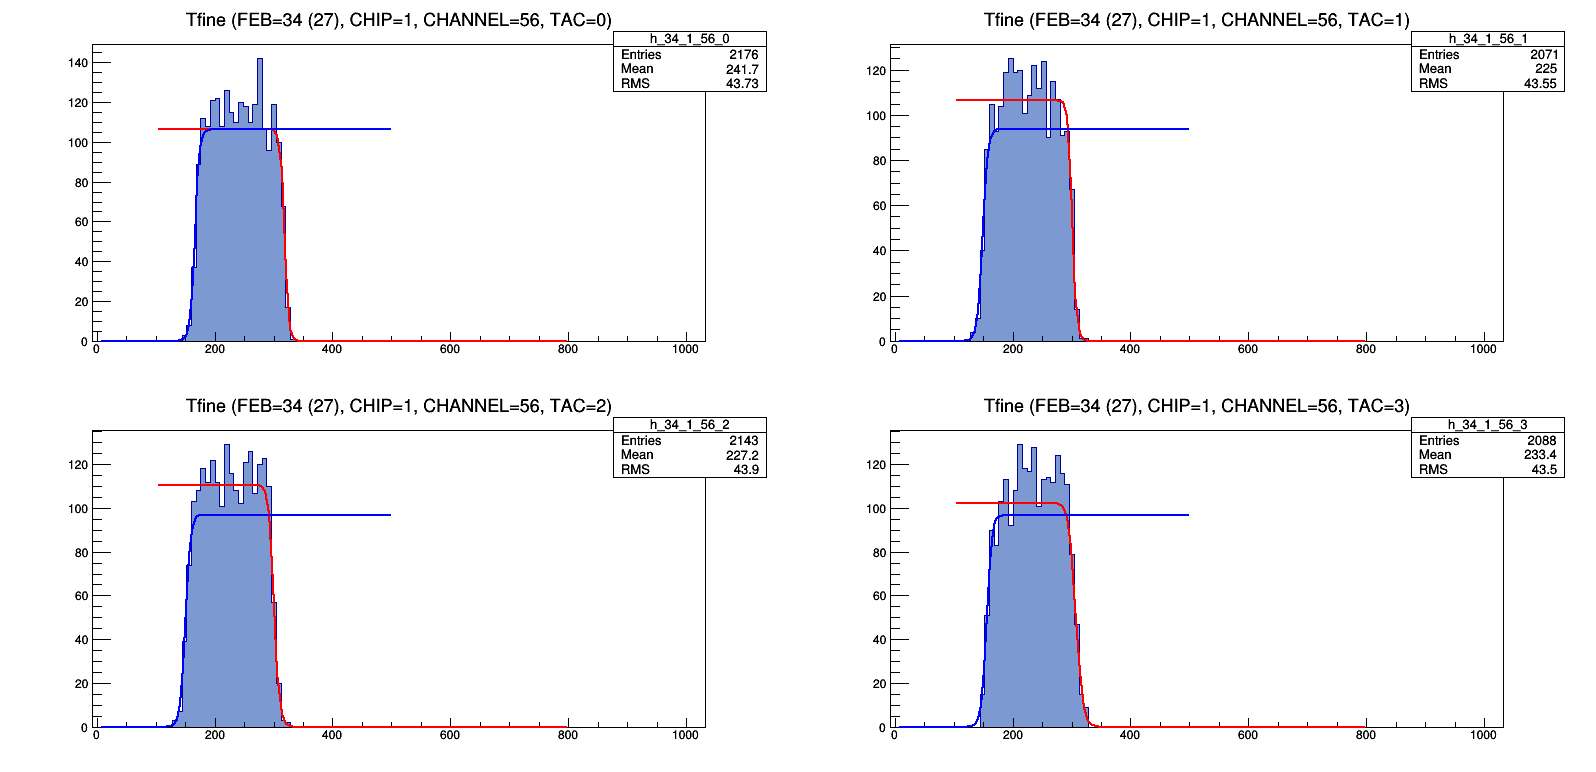 Tfine (FEB=34 (27), CHIP=1, CHANNEL=56, TAC=0)
h_34_1_56_0
Entries 2176
Mean 241.7
RMS 43.73
140
120
100
80
60
40
20
0
0 200 400 600 800 1000
Tfine (FEB=34 (27), CHIP=1, CHANNEL=56, TAC=1)
h_34_1_56_1
Entries 2071
Mean 225
RMS 43.55
120
100
80
60
40
20
0
0 200 400 600 800 1000
Tfine (FEB=34 (27), CHIP=1, CHANNEL=56, TAC=2)
h_34_1_56_2
Entries 2143
Mean 227.2
RMS 43.9
120
100
80
60
40
20
0
0 200 400 600 800 1000
Tfine (FEB=34 (27), CHIP=1, CHANNEL=56, TAC=3)
h_34_1_56_3
Entries 2088
Mean 233.4
RMS 43.5
120
100
80
60
40
20
0
0 200 400 600 800 1000